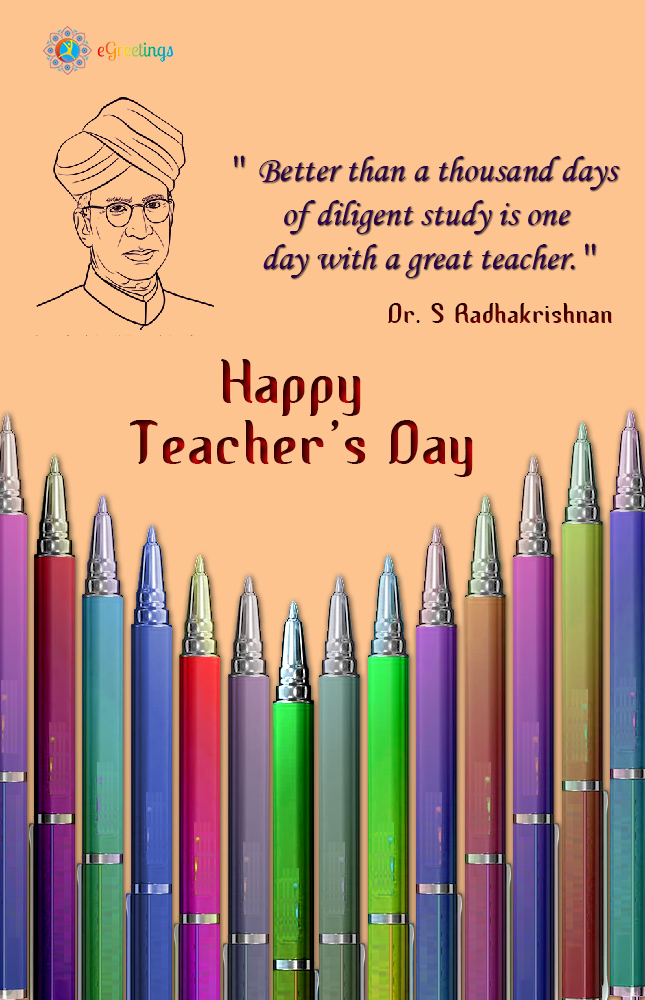 eGreetings
" Better than a thousand days
of diligent study is one
day with a great teacher. "
Dr. S Radhakrishnan
Happy
Teacher's Day